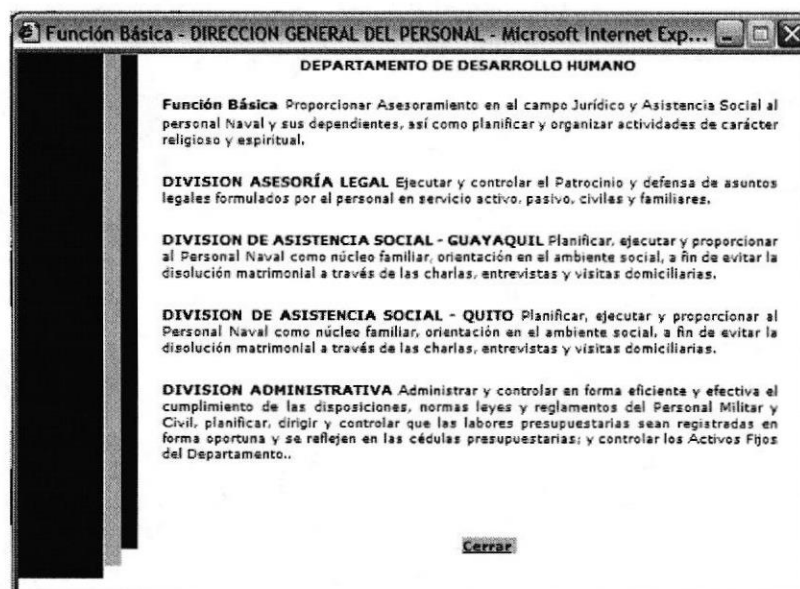 Función Básica - DIRECCION GENERAL DEL PERSONAL - Microsoft Internet Exp...
DEPARTAMENTO DE DESARROLLO HUMANO
Función Básica Proporcionar Asesoramiento en el campo Jurídico y Asistencia Social al
personal Naval y sus dependientes, así como planificar y organizar actividades de carácter
religioso y espiritual.
DIVISION ASESORÍA LEGAL Ejecutar y controlar el Patrocinio y defensa de asuntos
legales formulados por el personal en servicio activo, pasivo, civiles y familiares.
DIVISION DE ASISTENCIA SOCIAL - GUAYAQUIL Planificar, ejecutar y proporcionar
al Personal Naval como núcleo familiar, orientación en el ambiente social, a fin de evitar la
disolución matrimonial a través de las charlas, entrevistas y visitas domiciliarias.
DIVISION DE ASISTENCIA SOCIAL - QUITO Planificar, ejecutar y proporcionar al
Personal Naval como núcleo familiar, orientación en el ambiente social, a fin de evitar la
disolución matrimonial a través de las charlas, entrevistas y visitas domiciliarias.
DIVISION ADMINISTRATIVA Administrar y controlar en forma eficiente y efectiva el
cumplimiento de las disposiciones, normas leyes y reglamentos del Personal Militar y
Civil, planificar, dirigir y controlar que las labores presupuestarias sean registradas en
forma oportuna y se reflejen en las cédulas presupuestarias; y controlar los Activos Fijos
del Departamento..
Cerrar